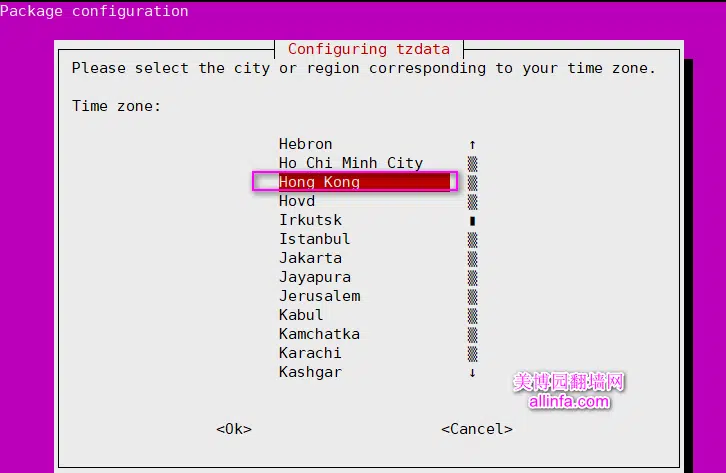 Package configuration
Configuring tzdata
Please select the city or region corresponding to your time zone.
Time zone:
Hebron ↑
Ho Chi Minh City
Hong Kong
Hovd
Irkutsk
Istanbul
Jakarta
Jayapura
Jerusalem
Kabul
Kamchatka
Karachi
Kashgar ↓
美博园翻墙网
allinfa.com
<Ok> <Cancel>